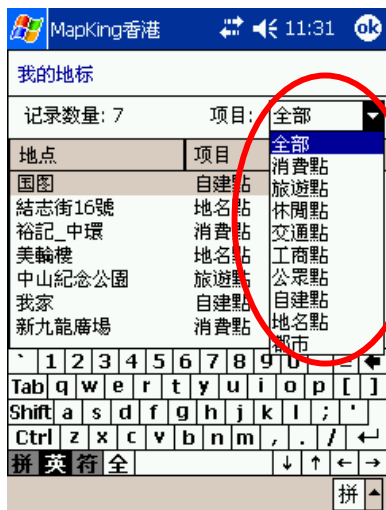 MapKing香港 11:31 ok
我的地标
记录数量: 7 项目: 全部
地点 项目
国图 自建點
結志街16號 地名點
裕記_中環 消費點
美輪樓 地名點
中山紀念公園 旅遊點
我家 自建點
新九龍廣場 消費點
全部
消費點
旅遊點
休閒點
交通點
工商點
公眾點
自建點
地名點
都市
` 1 2 3 4 5 6 7 8 9 0 - =
Tab q w e r t y u i o p [ ]
Shift a s d f g h j k l ; '
Ctrl z x c v b n m , . / ↵
拼 英 符 全 ↓ ↑ ← →
拼